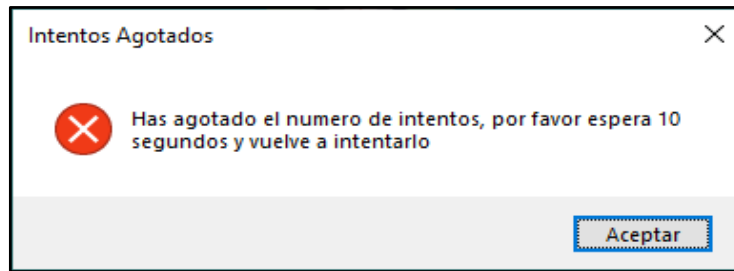 Intentos Agotados
Has agotado el numero de intentos, por favor espera 10
segundos y vuelve a intentarlo
Aceptar